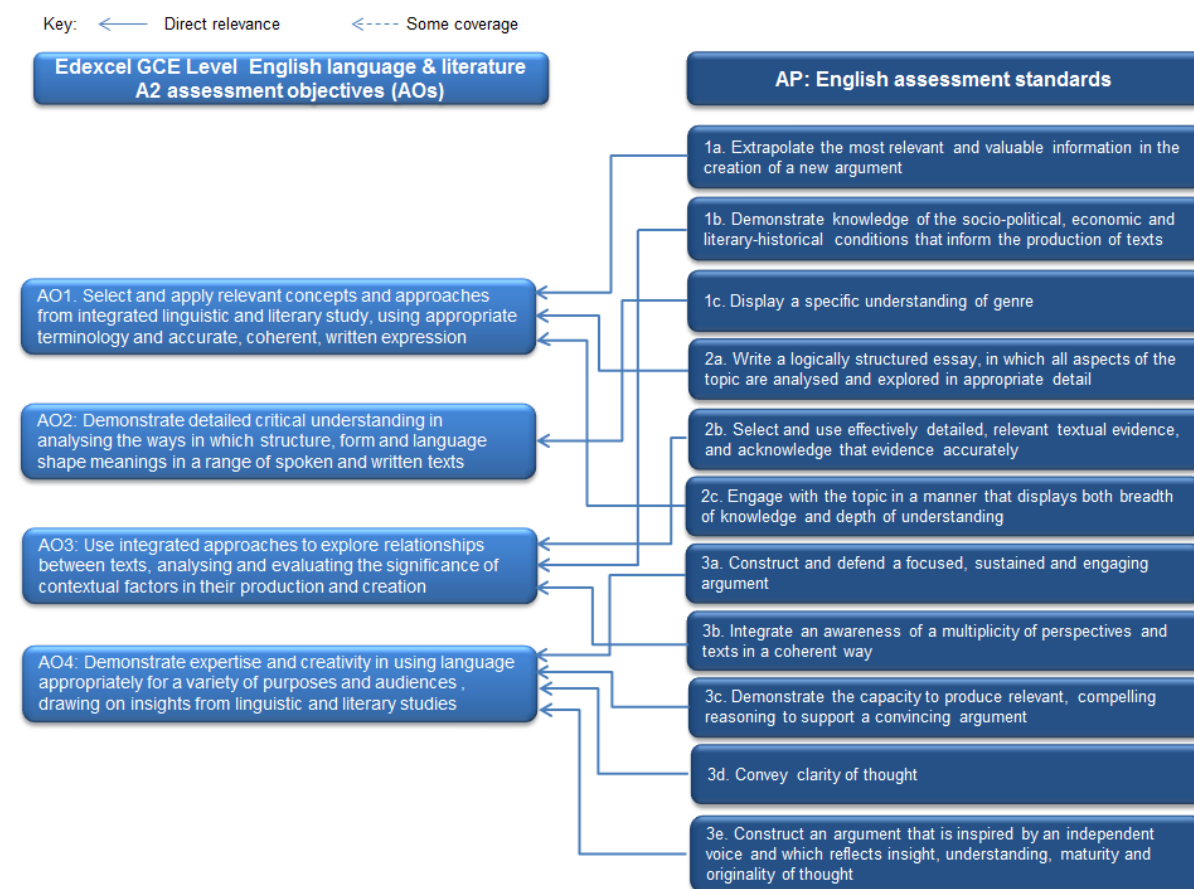 Key: Direct relevance Some coverage
Edexcel GCE Level English language & literature
A2 assessment objectives (AOs)
AO1. Select and apply relevant concepts and approaches
from integrated linguistic and literary study, using appropriate
terminology and accurate, coherent, written expression
AO2: Demonstrate detailed critical understanding in
analysing the ways in which structure, form and language
shape meanings in a range of spoken and written texts
AO3: Use integrated approaches to explore relationships
between texts, analysing and evaluating the significance of
contextual factors in their production and creation
AO4: Demonstrate expertise and creativity in using language
appropriately for a variety of purposes and audiences ,
drawing on insights from linguistic and literary studies
AP: English assessment standards
1a. Extrapolate the most relevant and valuable information in the
creation of a new argument
1b. Demonstrate knowledge of the socio-political, economic and
literary-historical conditions that inform the production of texts
1c. Display a specific understanding of genre
2a. Write a logically structured essay, in which all aspects of the
topic are analysed and explored in appropriate detail
2b. Select and use effectively detailed, relevant textual evidence,
and acknowledge that evidence accurately
2c. Engage with the topic in a manner that displays both breadth
of knowledge and depth of understanding
3a. Construct and defend a focused, sustained and engaging
argument
3b. Integrate an awareness of a multiplicity of perspectives and
texts in a coherent way
3c. Demonstrate the capacity to produce relevant, compelling
reasoning to support a convincing argument
3d. Convey clarity of thought
3e. Construct an argument that is inspired by an independent
voice and which reflects insight, understanding, maturity and
originality of thought